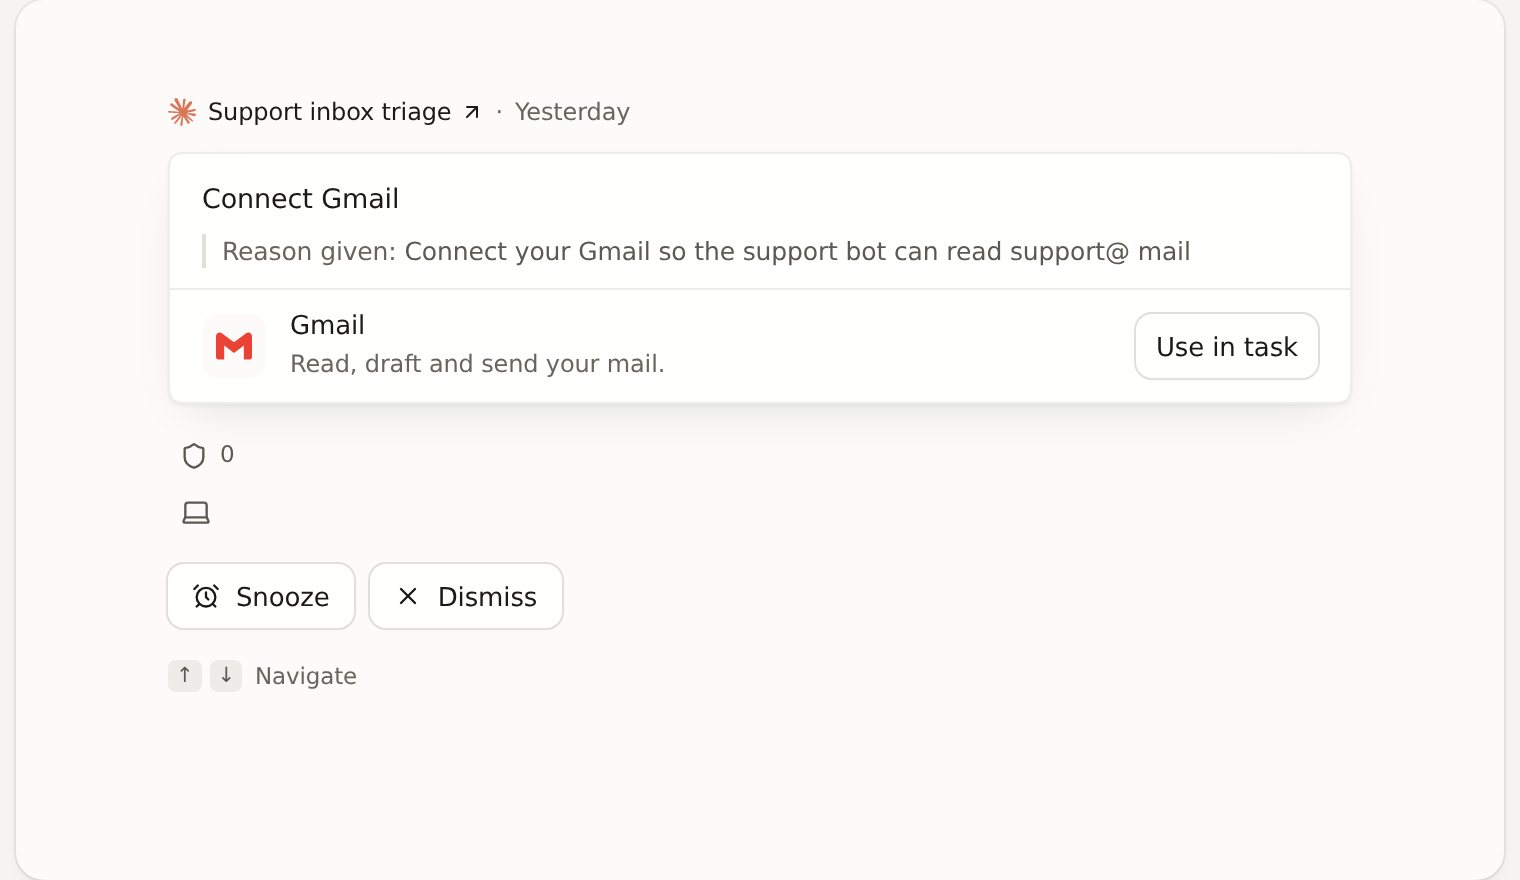 Support inbox triage ↗ · Yesterday
Connect Gmail
Reason given: Connect your Gmail so the support bot can read support@ mail
Gmail
Read, draft and send your mail.
Use in task
0
Snooze
Dismiss
↑ ↓ Navigate